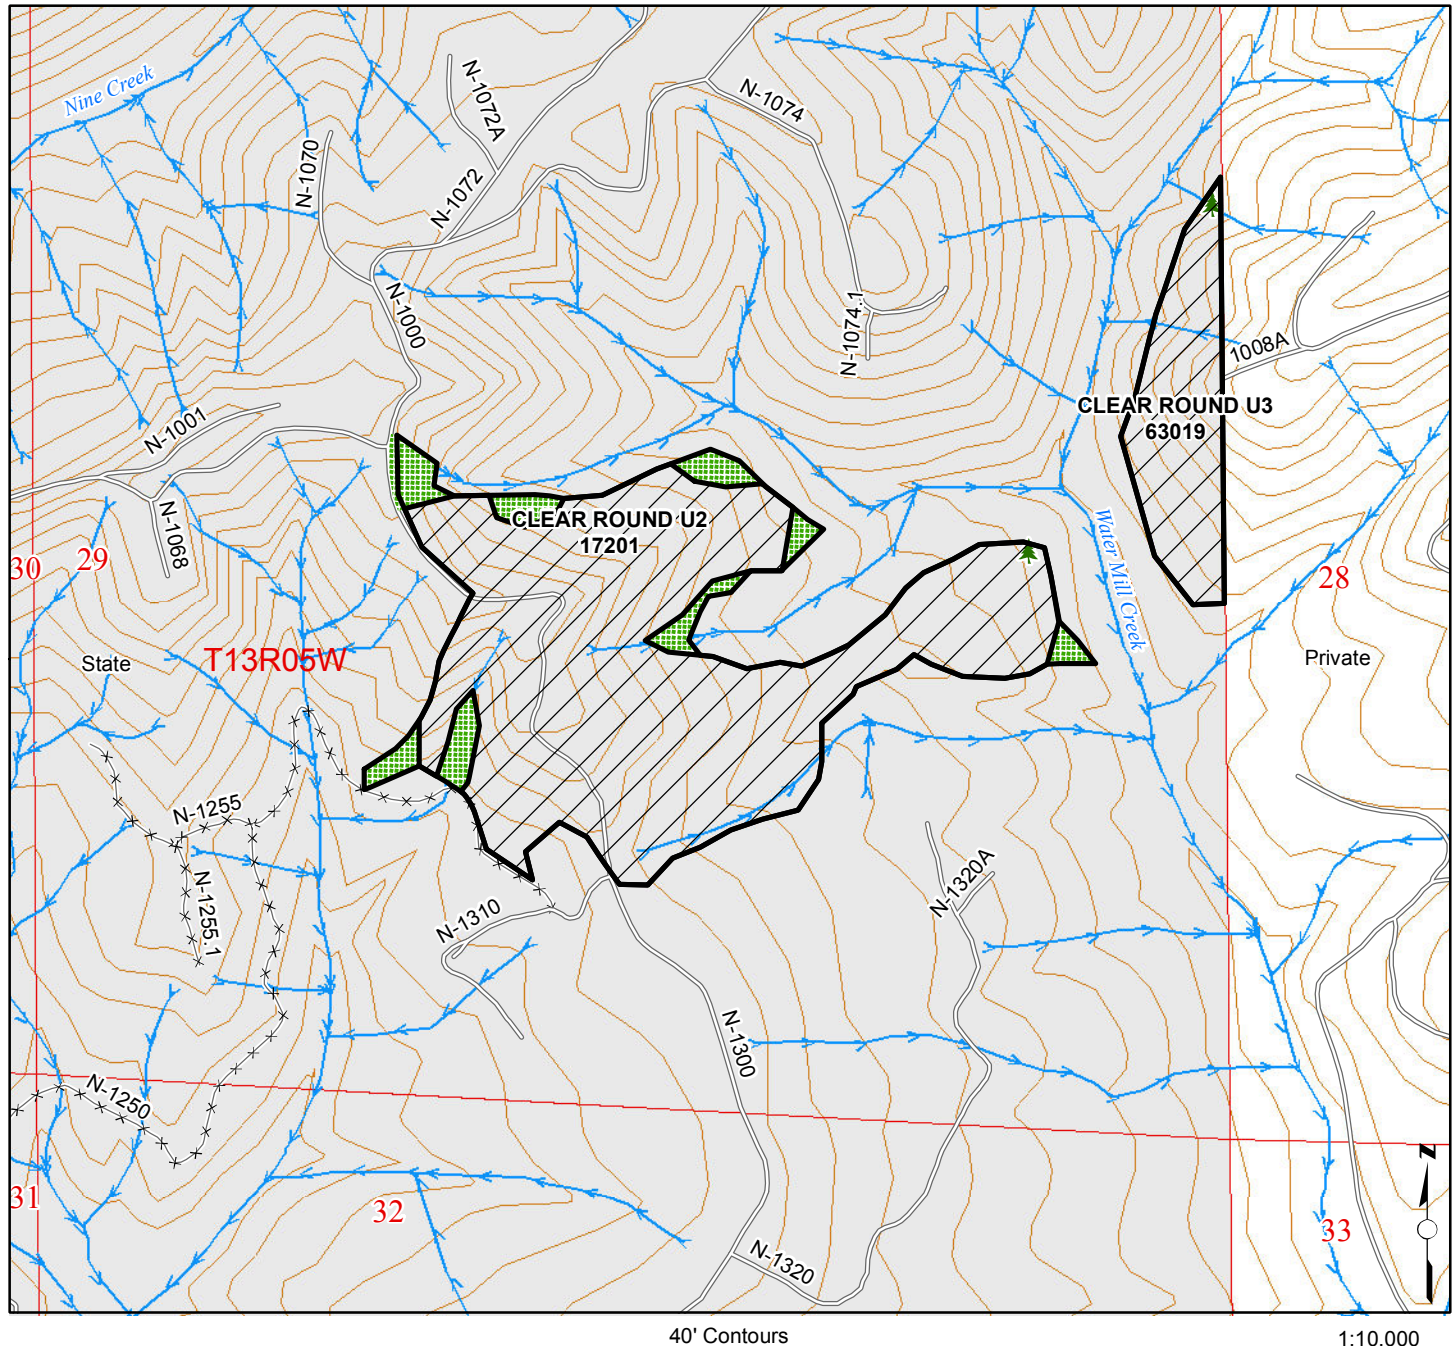 Nine Creek
N-1072A
N-1074
N-1070
N-1072
N-1000
N-1074.1
1008A
CLEAR ROUND U3
63019
N-1001
N-1068
CLEAR ROUND U2
17201
Water Mill Creek
30
29
28
State
T13R05W
Private
N-1255
N-1255.1
N-1310
N-1320A
N-1300
N-1250
31
32
33
N-1320
N
40' Contours
1:10,000